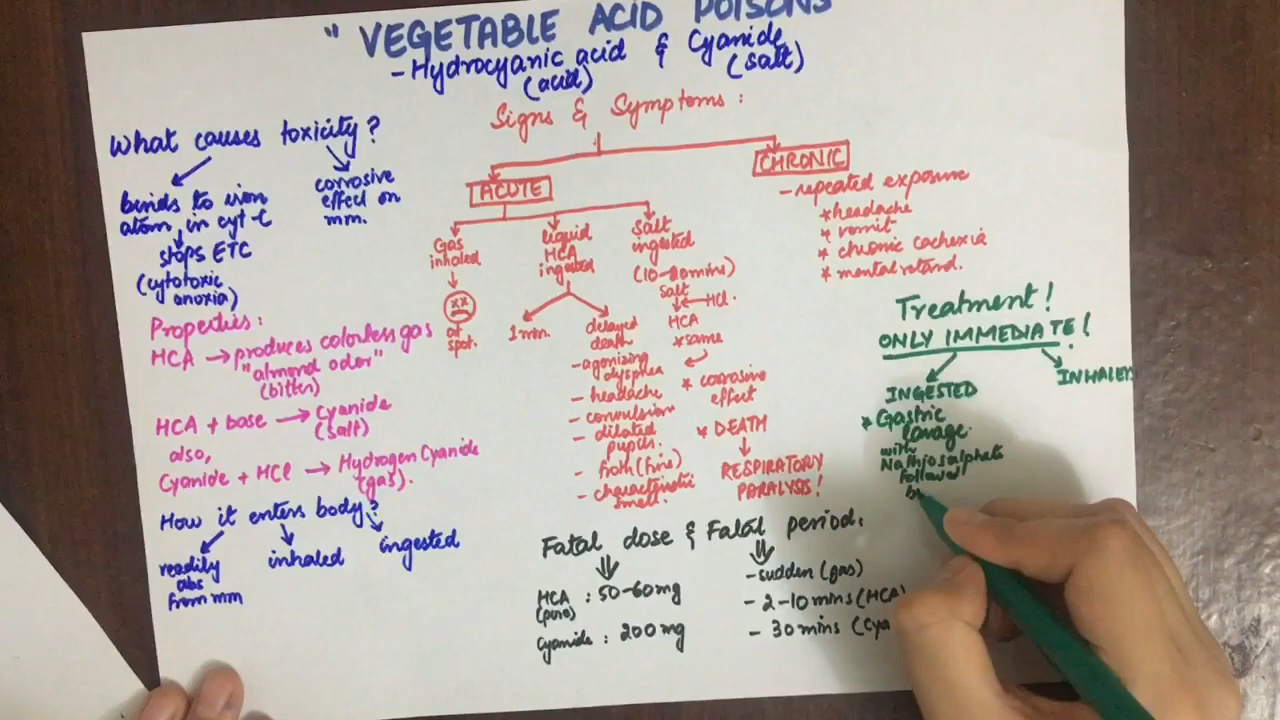 " VEGETABLE ACID POISONS
- Hydrocyanic acid & Cyanide
(acid) (salt)
What causes toxicity?
binds to iron
atom in cyt-C
stops ETC
(cytotoxic
anoxia)
corrosive
effect on
mm.
Properties:
HCA → produces colorless gas
"almond odor"
(bitter)
HCA + base → Cyanide
(salt)
also,
Cyanide + HCl → Hydrogen Cyanide
(gas).
How it enters body?
readily
abs
from mm
inhaled
ingested
Signs & Symptoms:
ACUTE
Gas
inhaled
xx
at
spot.
liquid
HCA
ingested
1 min.
delayed
death
- agonizing
dyspnea
- headache
- convulsion
- dilated
pupils.
- froth (fine)
- characteristic
smell.
salt
ingested
mins)
salt
← HCl.
HCA
* same
* corrosive
effect
* DEATH
RESPIRATORY
PARALYSIS!
CHRONIC
- repeated exposure
* headache
* vomit
* chronic cachexia
* mental retard.
Fatal dose & Fatal period.
HCA : 50-60mg
(pure)
Cyanide : 200mg
- sudden (gas)
- 2-10 mins (HCA)
- 30 mins (Cya
Treatment!
ONLY IMMEDIATE!
INGESTED
* Gastric
lavage
with
Na thiosulphate
followed
b
INHALED